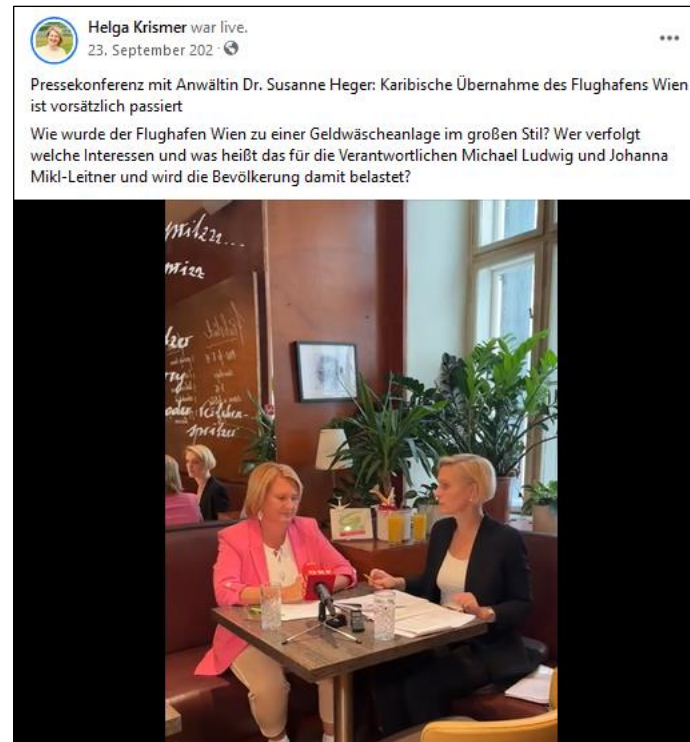 Helga Krismer war live.
23. September 202 ·
Pressekonferenz mit Anwältin Dr. Susanne Heger: Karibische Übernahme des Flughafens Wien
ist vorsätzlich passiert
Wie wurde der Flughafen Wien zu einer Geldwäscheanlage im großen Stil? Wer verfolgt
welche Interessen und was heißt das für die Verantwortlichen Michael Ludwig und Johanna
Mikl-Leitner und wird die Bevölkerung damit belastet?
oder
spritzer